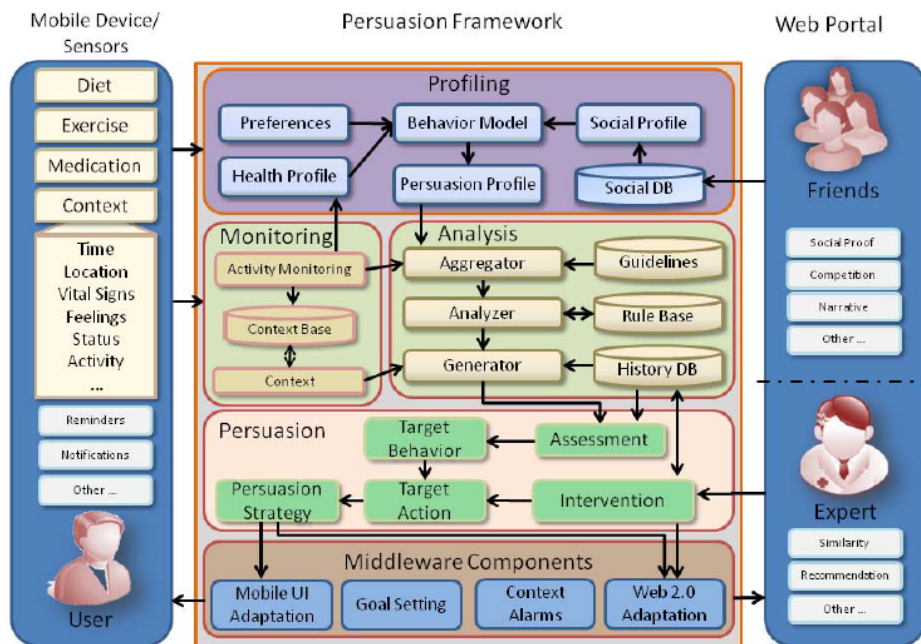 Mobile Device/
Sensors
Persuasion Framework
Web Portal
Diet
Exercise
Medication
Context
Time
Location
Vital Signs
Feelings
Status
Activity
...
Reminders
Notifications
Other ...
User
Profiling
Preferences
Behavior Model
Social Profile
Health Profile
Persuasion Profile
Social DB
Monitoring
Activity Monitoring
Context Base
Context
Analysis
Aggregator
Guidelines
Analyzer
Rule Base
Generator
History DB
Persuasion
Target
Behavior
Assessment
Persuasion
Strategy
Target
Action
Intervention
Middleware Components
Mobile UI
Adaptation
Goal Setting
Context
Alarms
Web 2.0
Adaptation
Friends
Social Proof
Competition
Narrative
Other ...
Expert
Similarity
Recommendation
Other ...